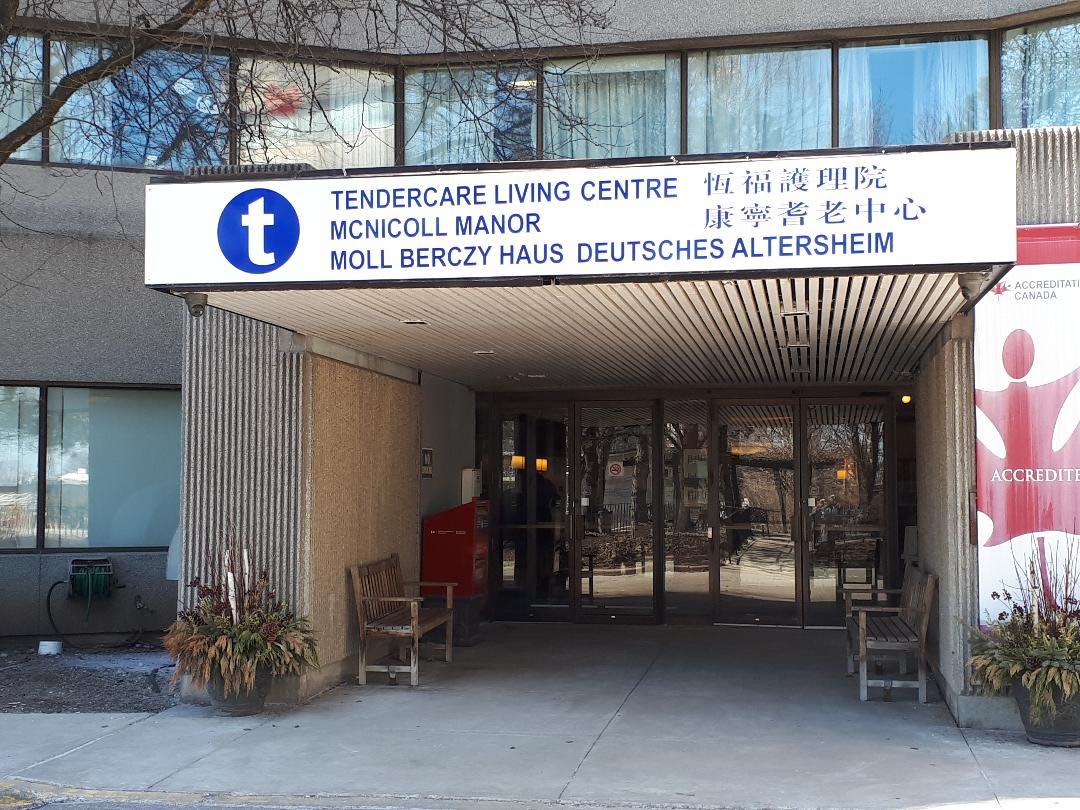 t
TENDERCARE LIVING CENTRE 恆福護理院
MCNICOLL MANOR 康寧耆老中心
MOLL BERCZY HAUS DEUTSCHES ALTERSHEIM
ACCREDITATI
CANADA
ACCREDITE